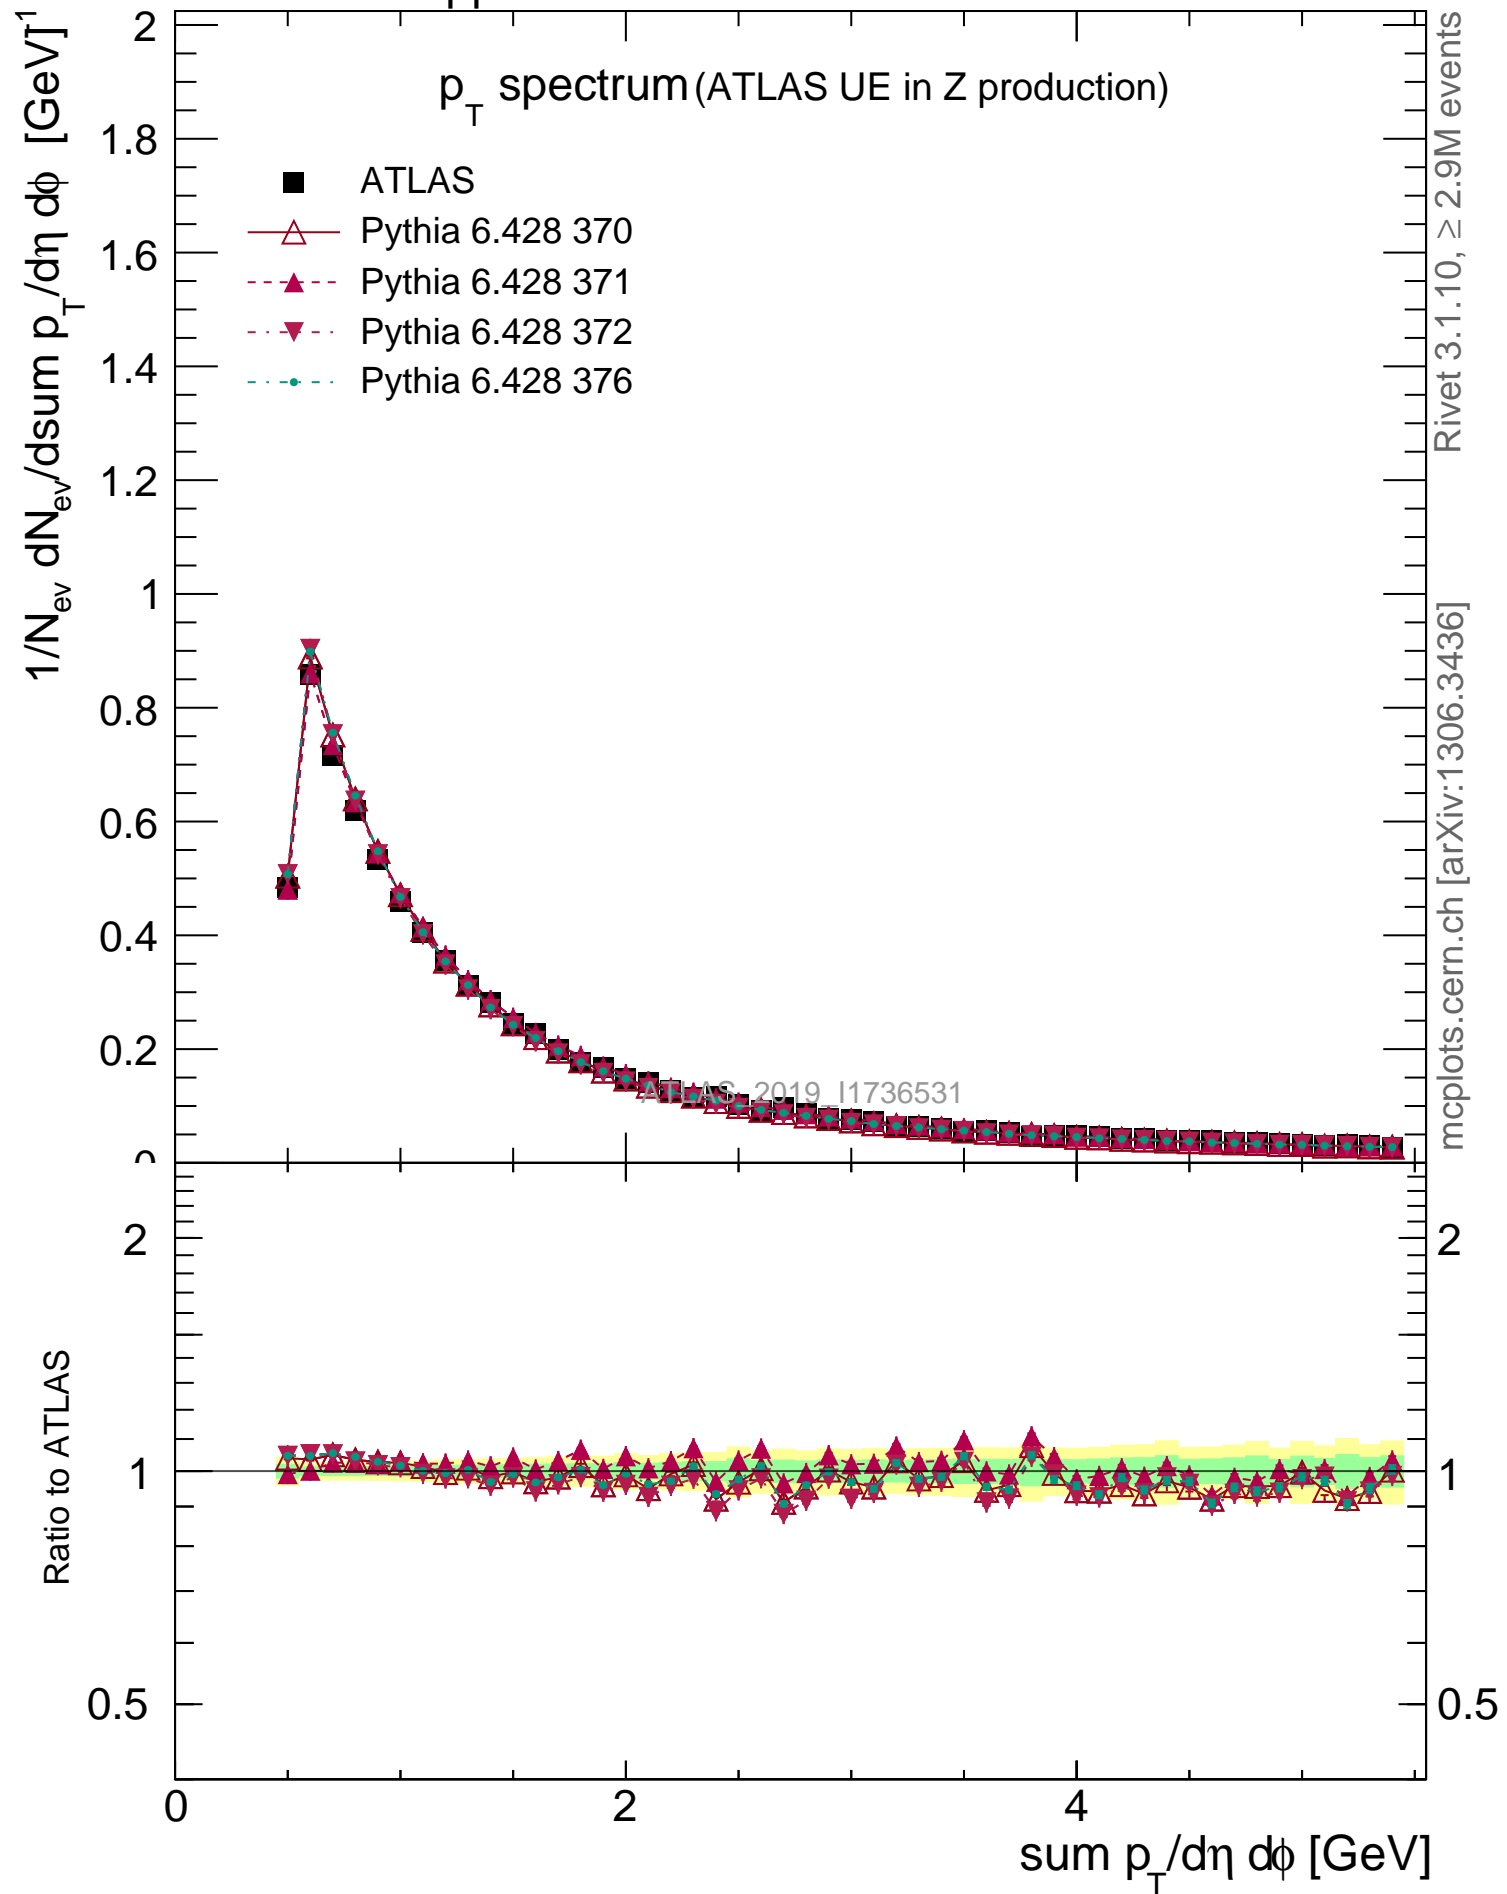 pp
p_T spectrum (ATLAS UE in Z production)
1/N_ev dN_ev/dsum p_T/dη dϕ [GeV]^-1
ATLAS
Pythia 6.428 370
Pythia 6.428 371
Pythia 6.428 372
Pythia 6.428 376
2
1.8
1.6
1.4
1.2
1
0.8
0.6
0.4
0.2
0
ATLAS_2019_I1736531
Rivet 3.1.10, ≥ 2.9M events
mcplots.cern.ch [arXiv:1306.3436]
Ratio to ATLAS
2
1
0.5
2
1
0.5
0 2 4
sum p_T/dη dϕ [GeV]